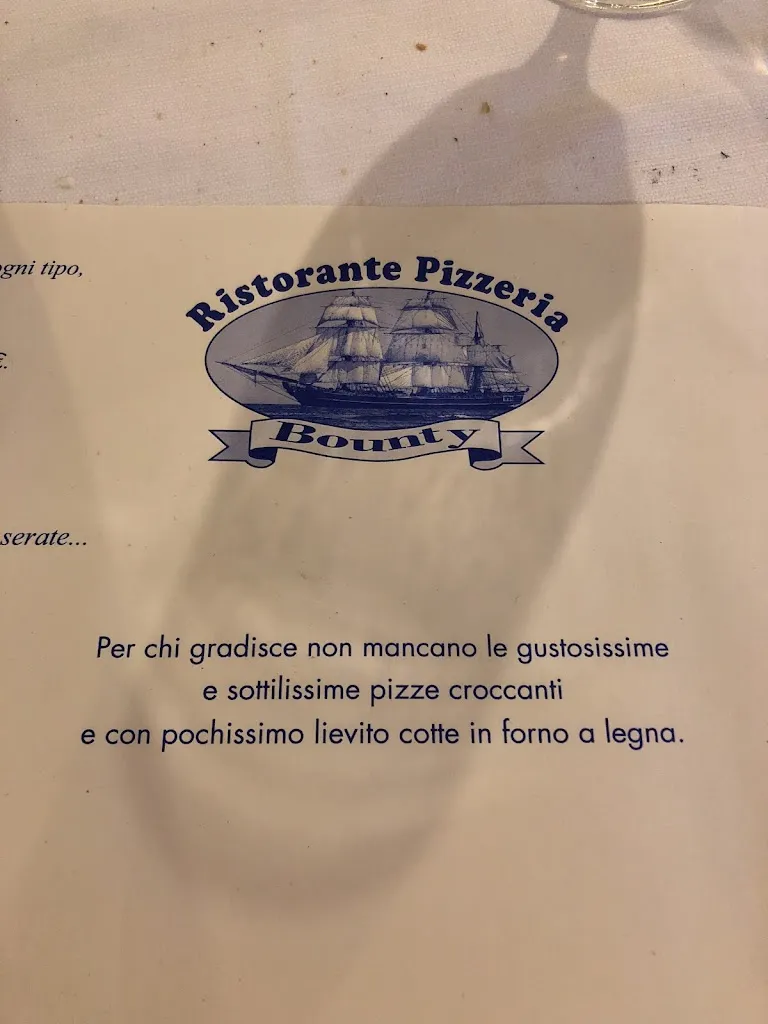 ogni tipo,
Ristorante Pizzeria
€.
Bounty
serate...
Per chi gradisce non mancano le gustosissime
e sottilissime pizze croccanti
e con pochissimo lievito cotte in forno a legna.